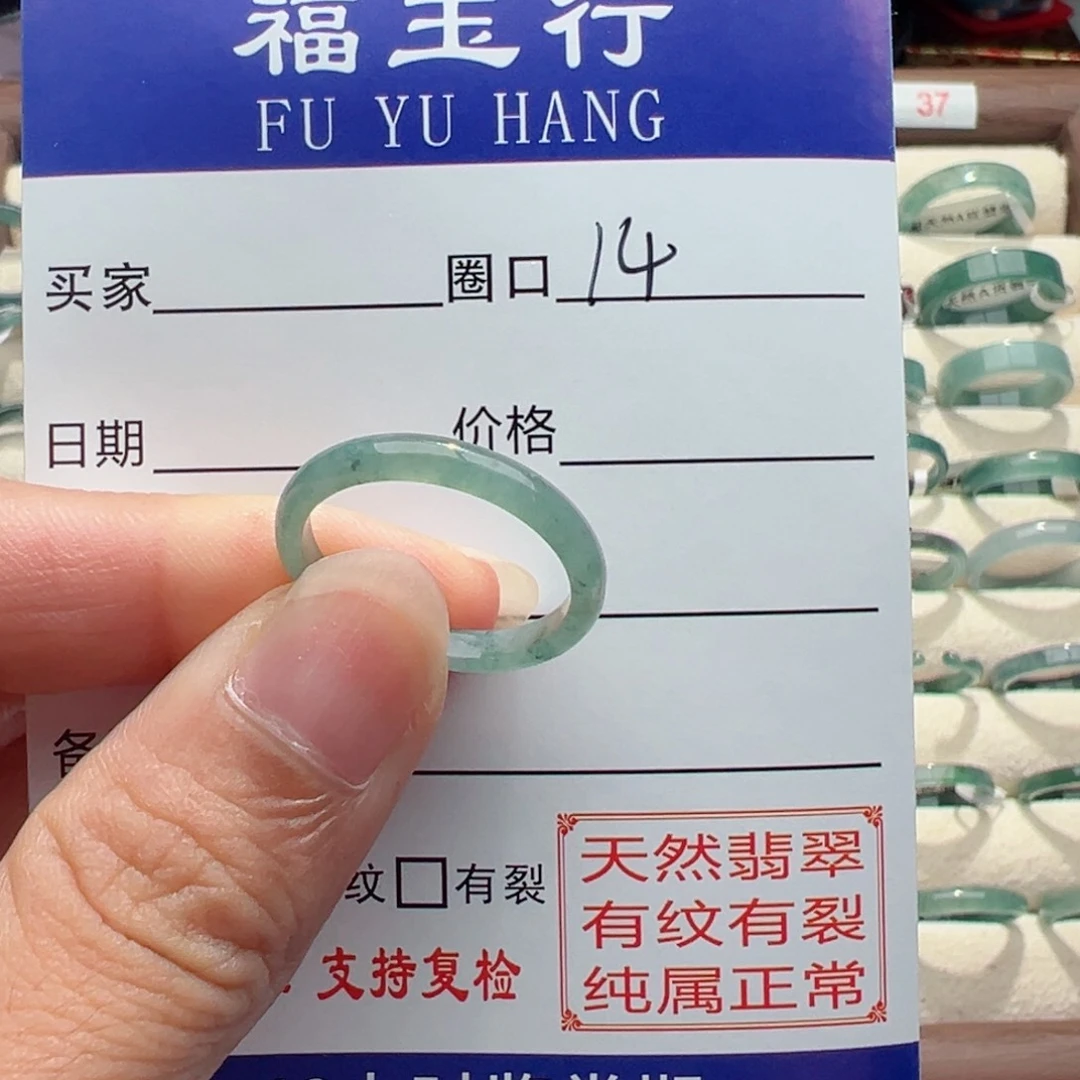 福玉行
FU YU HANG
37
买家 圈口 14
日期 价格
备
纹 有裂
支持复检
天然翡翠
有纹有裂
纯属正常